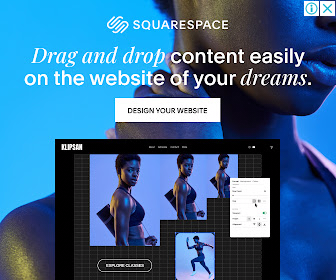 SQUARESPACE
Drag and drop content easily
on the website of your dreams.
DESIGN YOUR WEBSITE
KLIPSAN
EXPLORE CLASSES